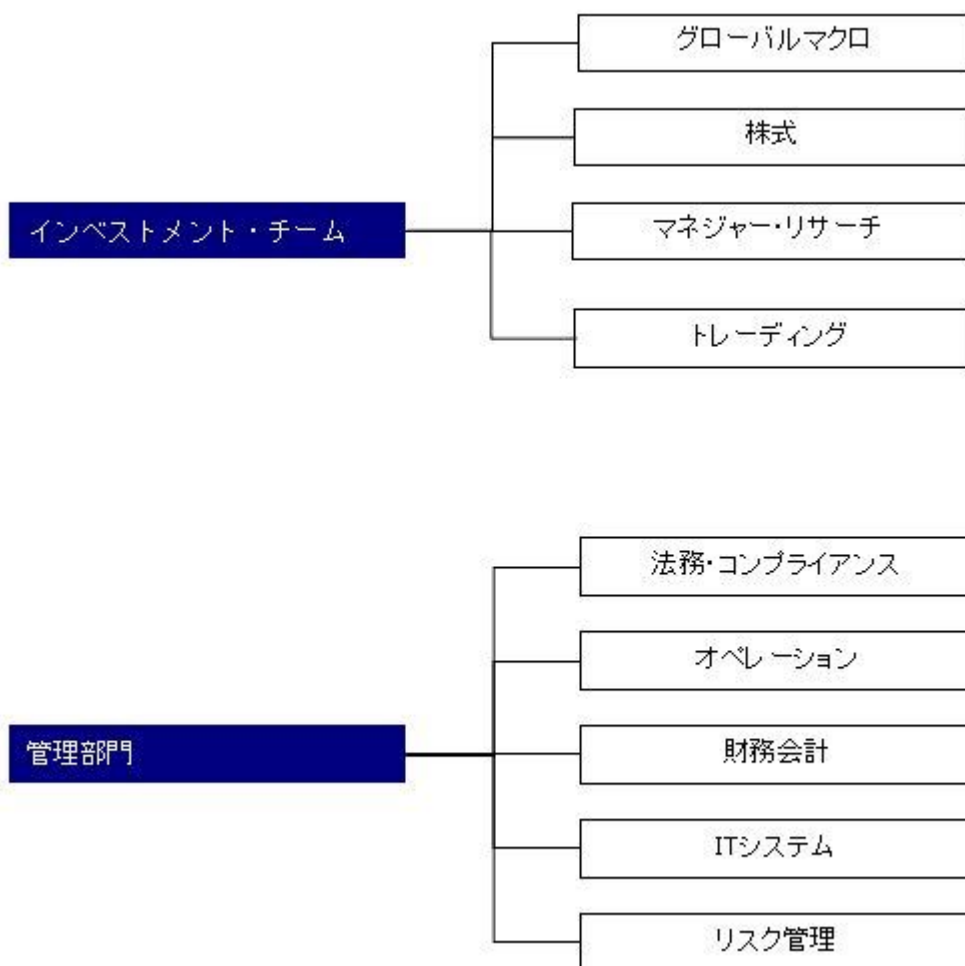 グローバルマクロ
株式
インベストメント・チーム
マネジャー・リサーチ
トレーディング
法務・コンプライアンス
オペレーション
管理部門
財務会計
ITシステム
リスク管理